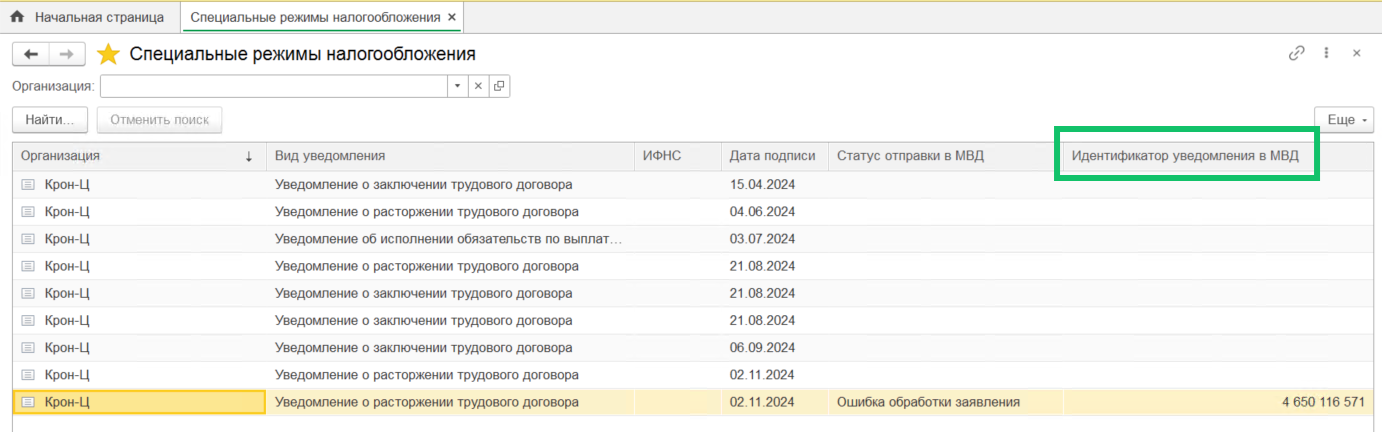 Начальная страница Специальные режимы налогообложения ×
Специальные режимы налогообложения
Организация:
Найти... Отменить поиск Еще
Организация ↓ Вид уведомления ИФНС Дата подписи Статус отправки в МВД Идентификатор уведомления в МВД
Крон-Ц Уведомление о заключении трудового договора 15.04.2024
Крон-Ц Уведомление о расторжении трудового договора 04.06.2024
Крон-Ц Уведомление об исполнении обязательств по выплат... 03.07.2024
Крон-Ц Уведомление о расторжении трудового договора 21.08.2024
Крон-Ц Уведомление о заключении трудового договора 21.08.2024
Крон-Ц Уведомление о заключении трудового договора 21.08.2024
Крон-Ц Уведомление о заключении трудового договора 06.09.2024
Крон-Ц Уведомление о расторжении трудового договора 02.11.2024
Крон-Ц Уведомление о расторжении трудового договора 02.11.2024 Ошибка обработки заявления 4 650 116 571